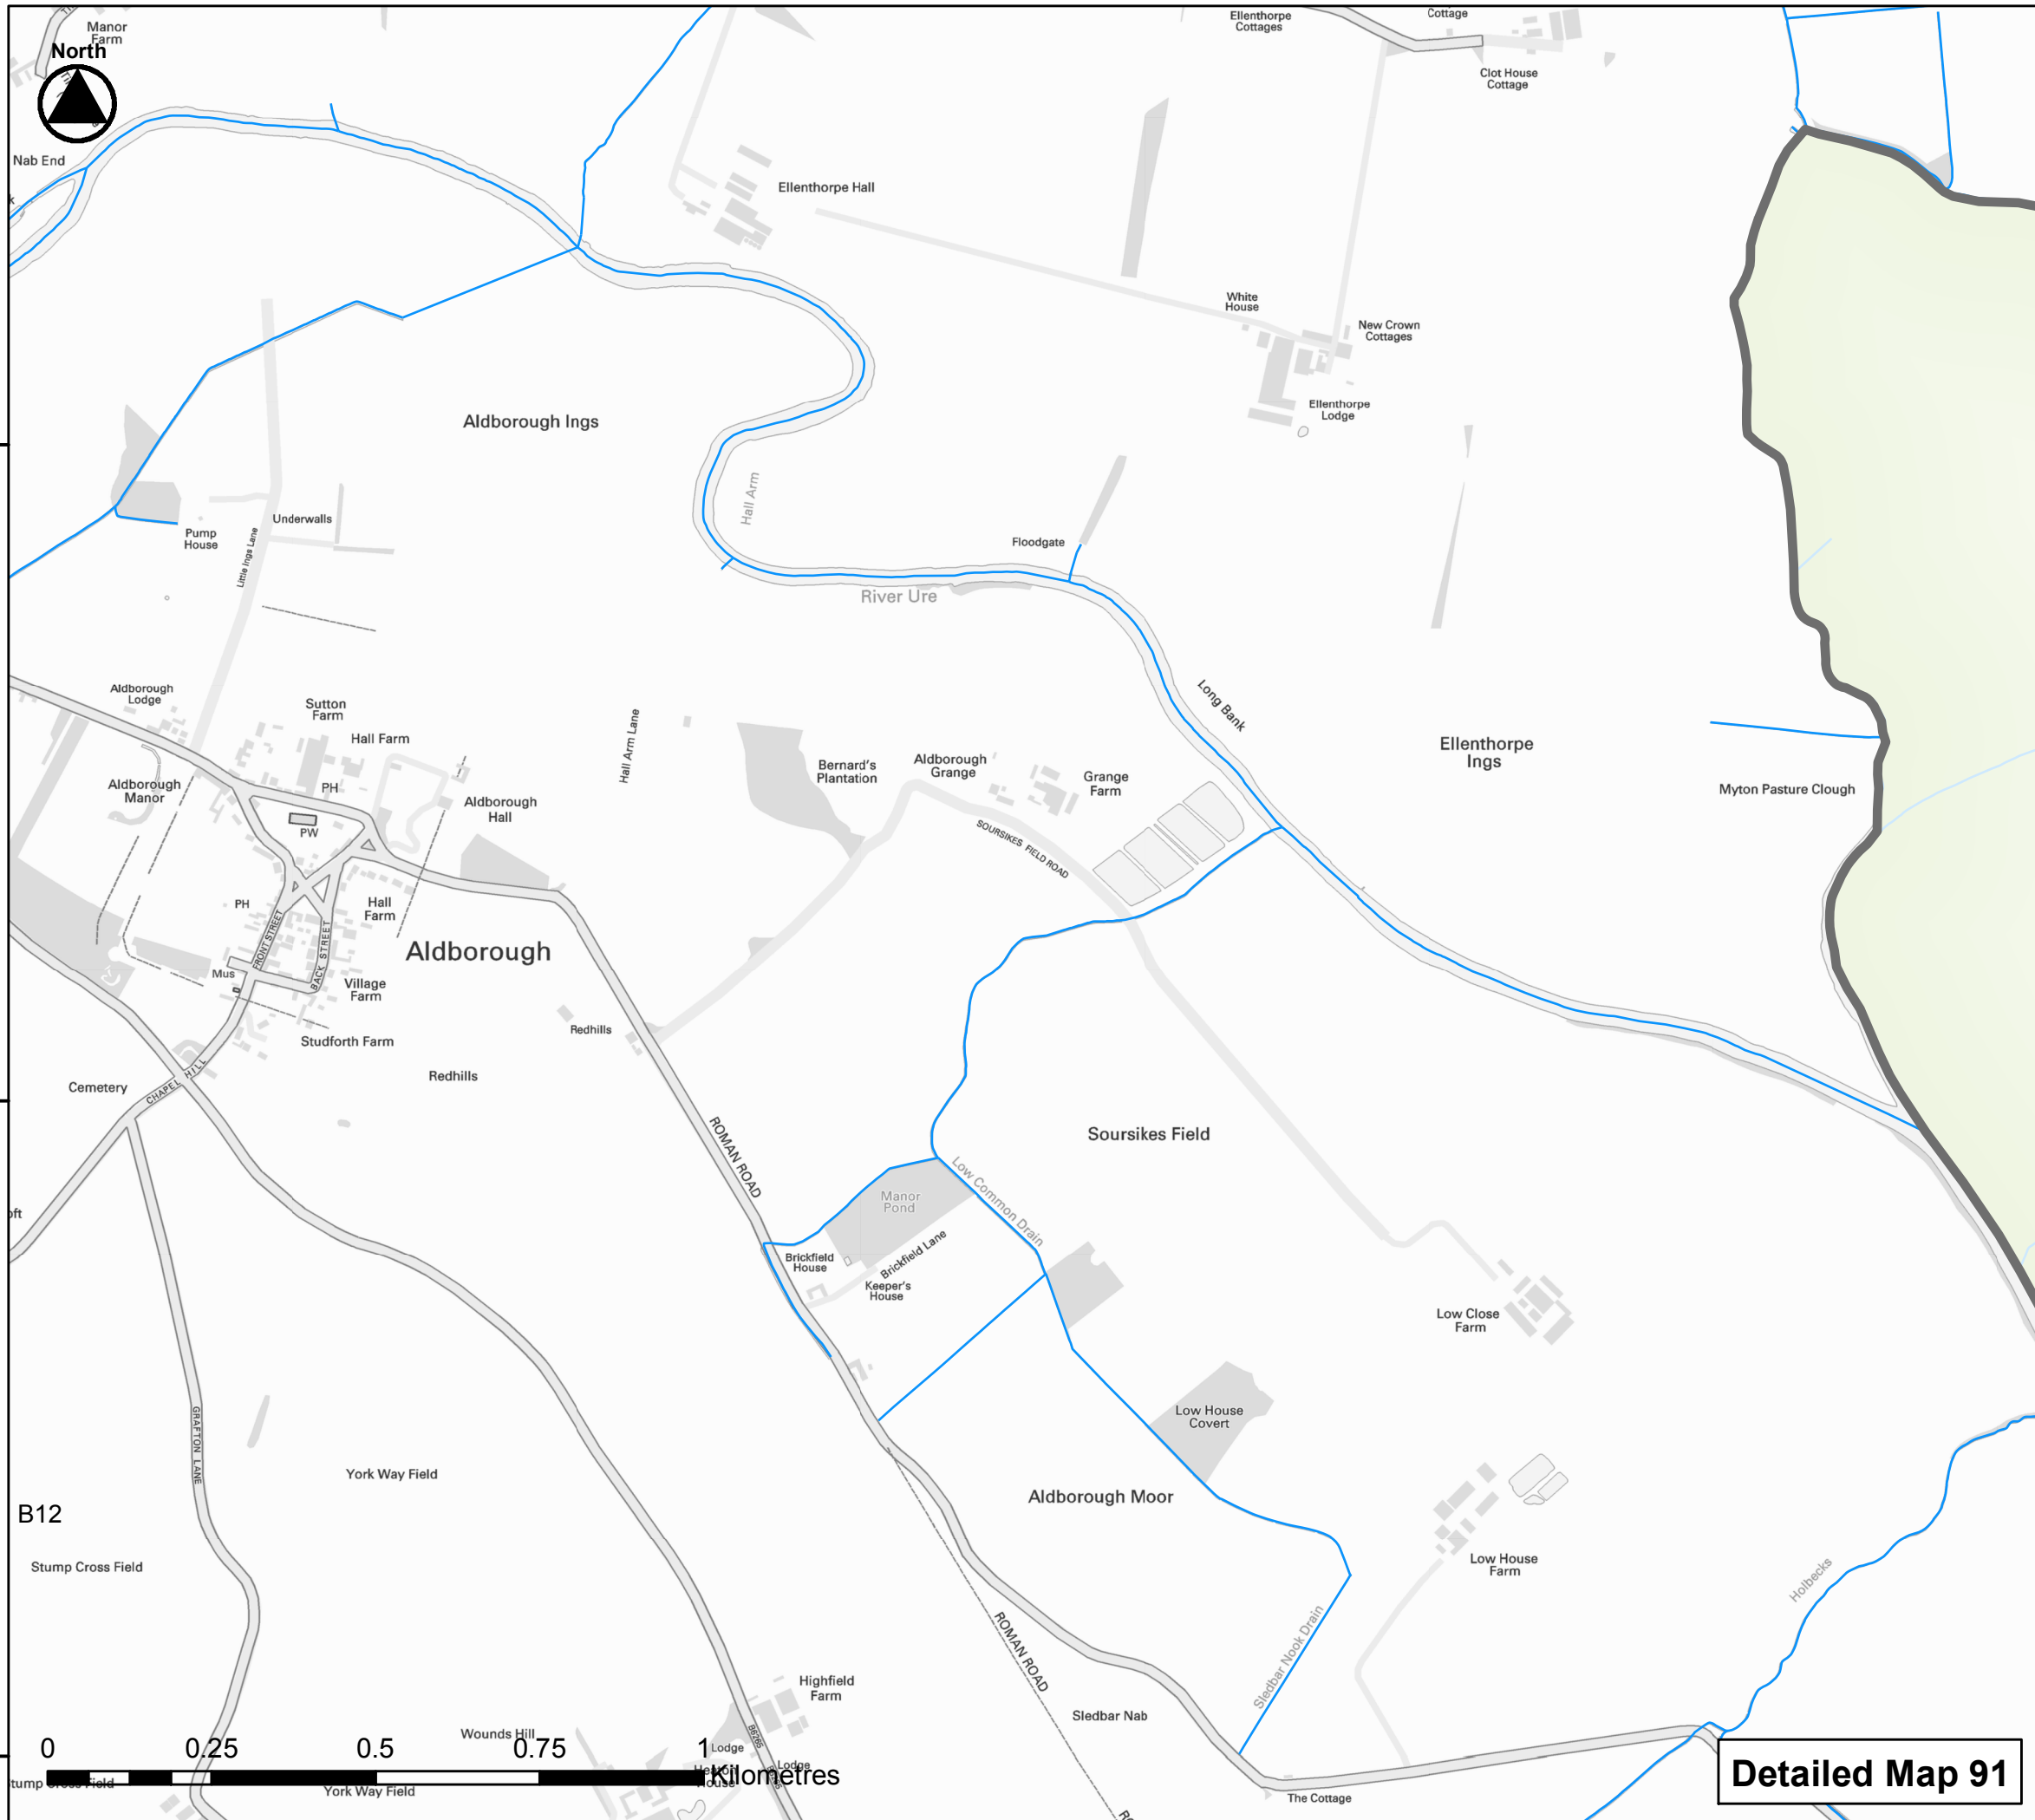 Manor
Farm
North
Nab End
Ellenthorpe
Cottages
Cottage
Clot House
Cottage
Ellenthorpe Hall
White
House
New Crown
Cottages
Ellenthorpe
Lodge
Aldborough Ings
Hall Arm
Underwalls
Pump
House
Little Ings Lane
Floodgate
River Ure
Long Bank
Aldborough
Lodge
Sutton
Farm
Hall Farm
Hall Arm Lane
Aldborough
Manor
PH
PW
Aldborough
Hall
Bernard's
Plantation
Aldborough
Grange
Grange
Farm
SOURSIKES FIELD ROAD
Ellenthorpe
Ings
Myton Pasture Clough
PH
Hall
Farm
FRONT STREET
BACK STREET
Aldborough
Mus
Village
Farm
Studforth Farm
Redhills
Redhills
Cemetery
CHAPEL HILL
ROMAN ROAD
Soursikes Field
Low Common Drain
Manor
Pond
Brickfield
House
Brickfield Lane
Keeper's
House
Low Close
Farm
GRAFTON LANE
Low House
Covert
York Way Field
Aldborough Moor
B12
Stump Cross Field
Low House
Farm
Holbecks
Sledbar Nook Drain
ROMAN ROAD
Highfield
Farm
Sledbar Nab
Wounds Hill
B6265
Lodge
Lodge
House
0 0.25 0.5 0.75 1
Kilometres
York Way Field
The Cottage
Detailed Map 91